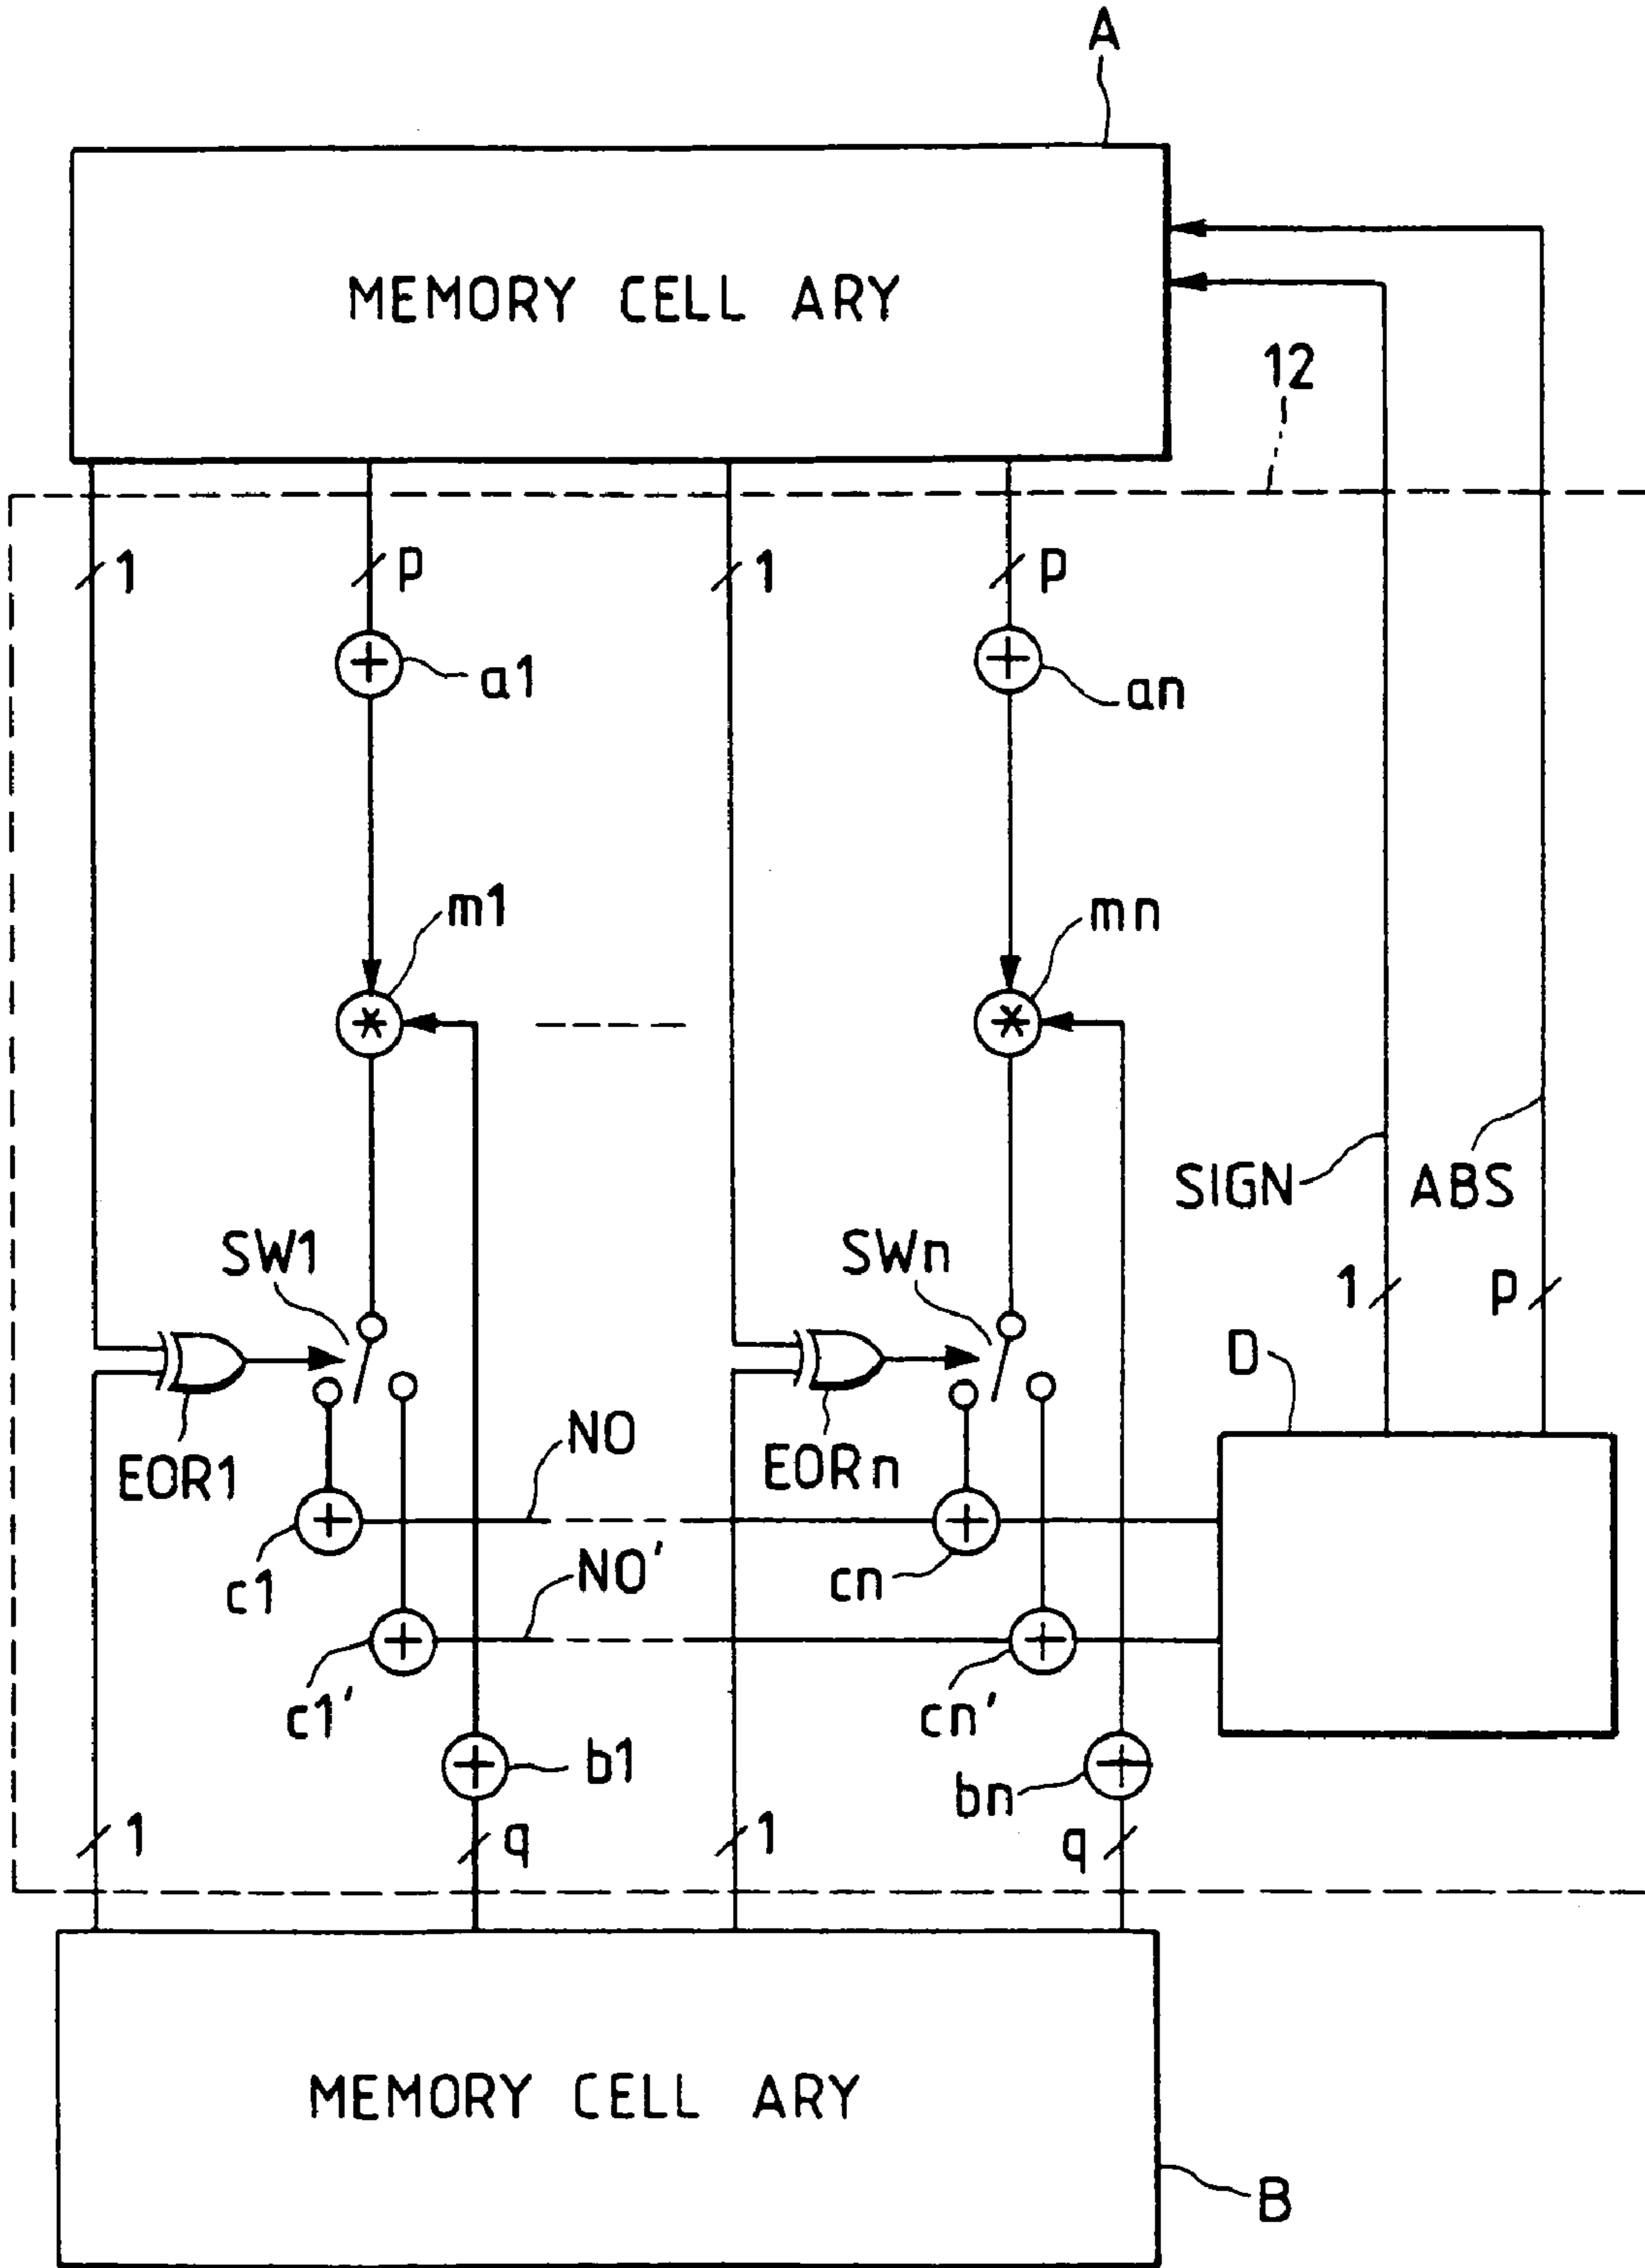 A
MEMORY CELL ARY
12
1
p
1
p
+
a1
+
an
m1
mn
*
*
SIGN
ABS
SW1
SWn
1
p
D
EOR1
NO
EORn
+
+
c1
NO'
cn
+
+
c1'
cn'
+
b1
+
bn
1
q
1
q
MEMORY CELL ARY
B